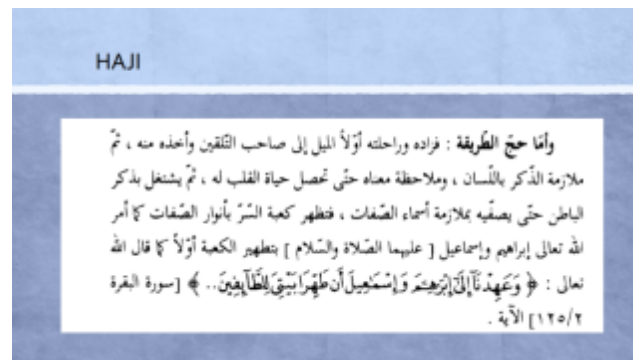 HAJI
وأمّا حجّ الطّريقة : فزاده وراحلته أوّلاً الميل إلى صاحب التّلقين وأخذه منه ، ثمّ
ملازمة الذّكر باللّسان ، وملاحظة معناه حتّى تحصل حياة القلب له ، ثمّ يشتغل بذكر
الباطن حتّى يصفّيه بملازمة أسماء الصّفات ، فتظهر كعبة السّرّ بأنوار الصّفات كما أمر
الله تعالى إبراهيم وإسماعيل [ عليهما الصّلاة والسّلام ] بتطهير الكعبة أوّلاً كما قال الله
تعالى : ﴿ وَعَهِدْنَآ إِلَىٰٓ إِبْرَٰهِـۧمَ وَإِسْمَٰعِيلَ أَن طَهِّرَا بَيْتِىَ لِلطَّآئِفِينَ.. ﴾ [سورة البقرة
١٢٥/٢] الآية .